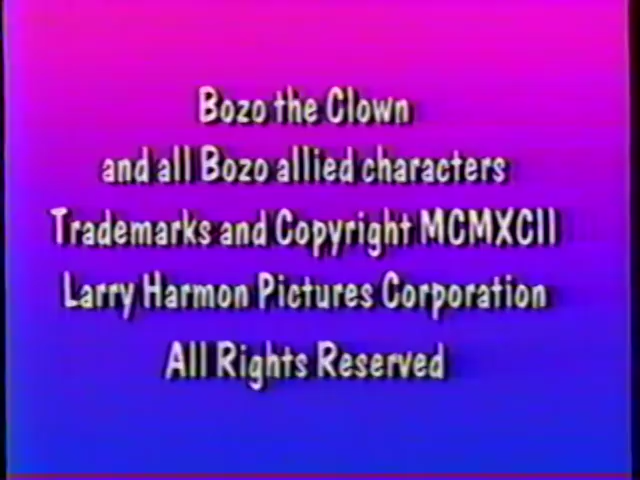 Bozo the Clown
and all Bozo allied characters
Trademarks and Copyright MCMXCII
Larry Harmon Pictures Corporation
All Rights Reserved